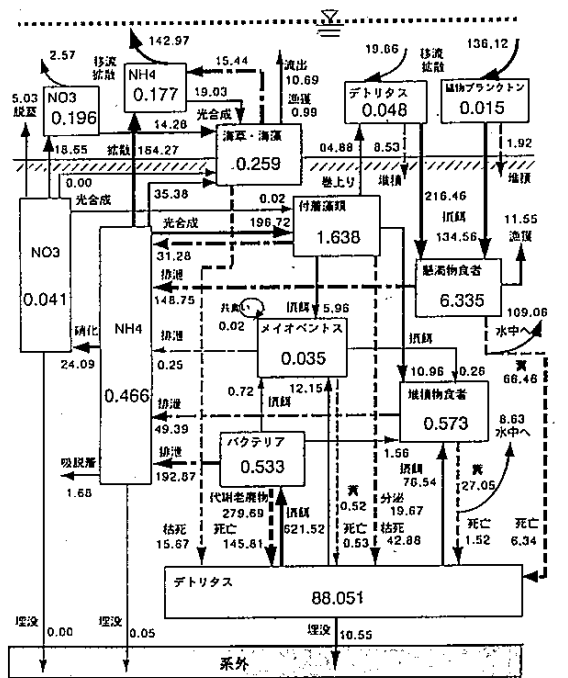 142.97
2.57
移流
拡散
15.44
流出
10.69
漁獲
0.99
19.66
移流
拡散
136.12
NO3
0.196
NH4
0.177
19.03
光合成
デトリタス
0.048
植物プランクトン
0.015
5.03
脱窒
14.28
海草・海藻
0.259
18.65
拡散
164.27
04.88
8.53
1.92
巻上り
堆積
堆積
0.00
光合成
35.38
0.02
光合成
196.72
付着藻類
1.638
216.46
摂餌
134.56
11.55
漁獲
NO3
0.041
NH4
0.466
31.28
排泄
148.75
懸濁物食者
6.335
109.06
水中へ
共食い
0.02
摂餌
5.96
硝化
24.09
排泄
0.25
メイオベントス
0.035
摂餌
糞
66.46
0.72
摂餌
12.15
10.96
0.26
排泄
49.39
堆積物食者
0.573
8.63
水中へ
バクテリア
0.533
1.56
吸脱着
1.68
排泄
192.87
代謝老廃物
279.69
摂餌
621.52
糞
0.52
分泌
19.67
摂餌
76.54
糞
27.05
枯死
15.67
死亡
145.81
死亡
0.53
枯死
42.88
死亡
1.52
死亡
6.34
デトリタス
88.051
埋没
0.00
埋没
0.05
埋没
10.55
系外